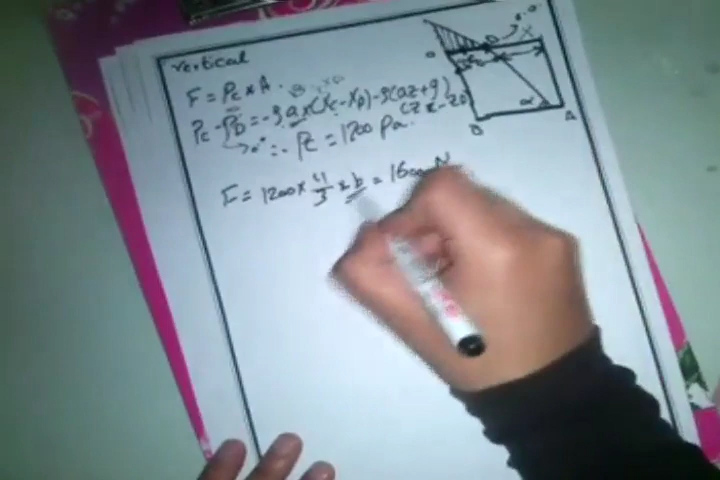 vertical
F = Pc × A.
Pc - PD = -ρ ax (Xc - XD) - ρ(az + g)
(Zc - ZD)
∴ Pc = 1200 Pa.
F = 1200 × 4/3 × b = 1600 N
α
B
A
X